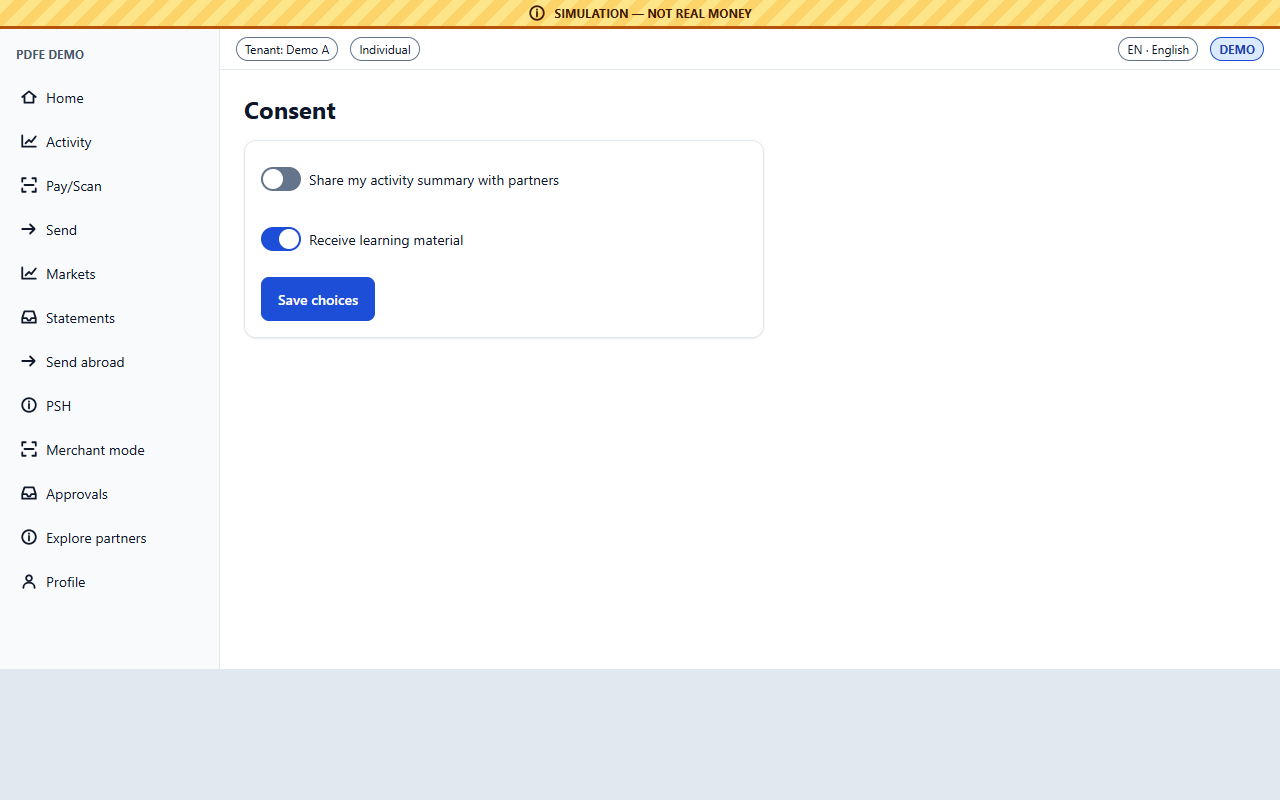 SIMULATION — NOT REAL MONEY
PDFE DEMO
Tenant: Demo A
Individual
EN · English
DEMO
Home
Activity
Pay/Scan
Send
Markets
Statements
Send abroad
PSH
Merchant mode
Approvals
Explore partners
Profile
Consent
Share my activity summary with partners
Receive learning material
Save choices